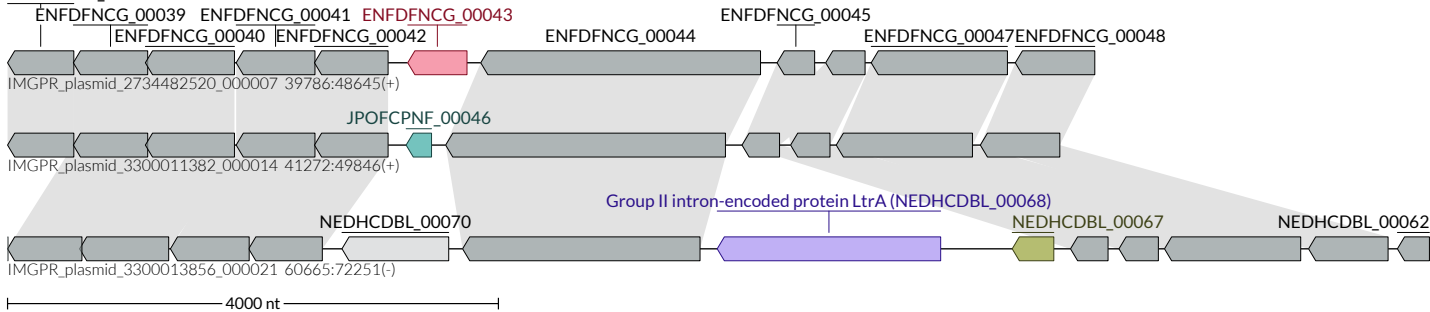 ENFDFNCG_00039 ENFDFNCG_00041 ENFDFNCG_00043 ENFDFNCG_00045
ENFDFNCG_00040 ENFDFNCG_00042 ENFDFNCG_00044 ENFDFNCG_00047 ENFDFNCG_00048
IMGPR_plasmid_2734482520_000007 39786:48645(+)
JPOFCPNF_00046
IMGPR_plasmid_3300011382_000014 41272:49846(+)
Group II intron-encoded protein LtrA (NEDHCDBL_00068)
NEDHCDBL_00070 NEDHCDBL_00067 NEDHCDBL_00062
IMGPR_plasmid_3300013856_000021 60665:72251(-)
4000 nt